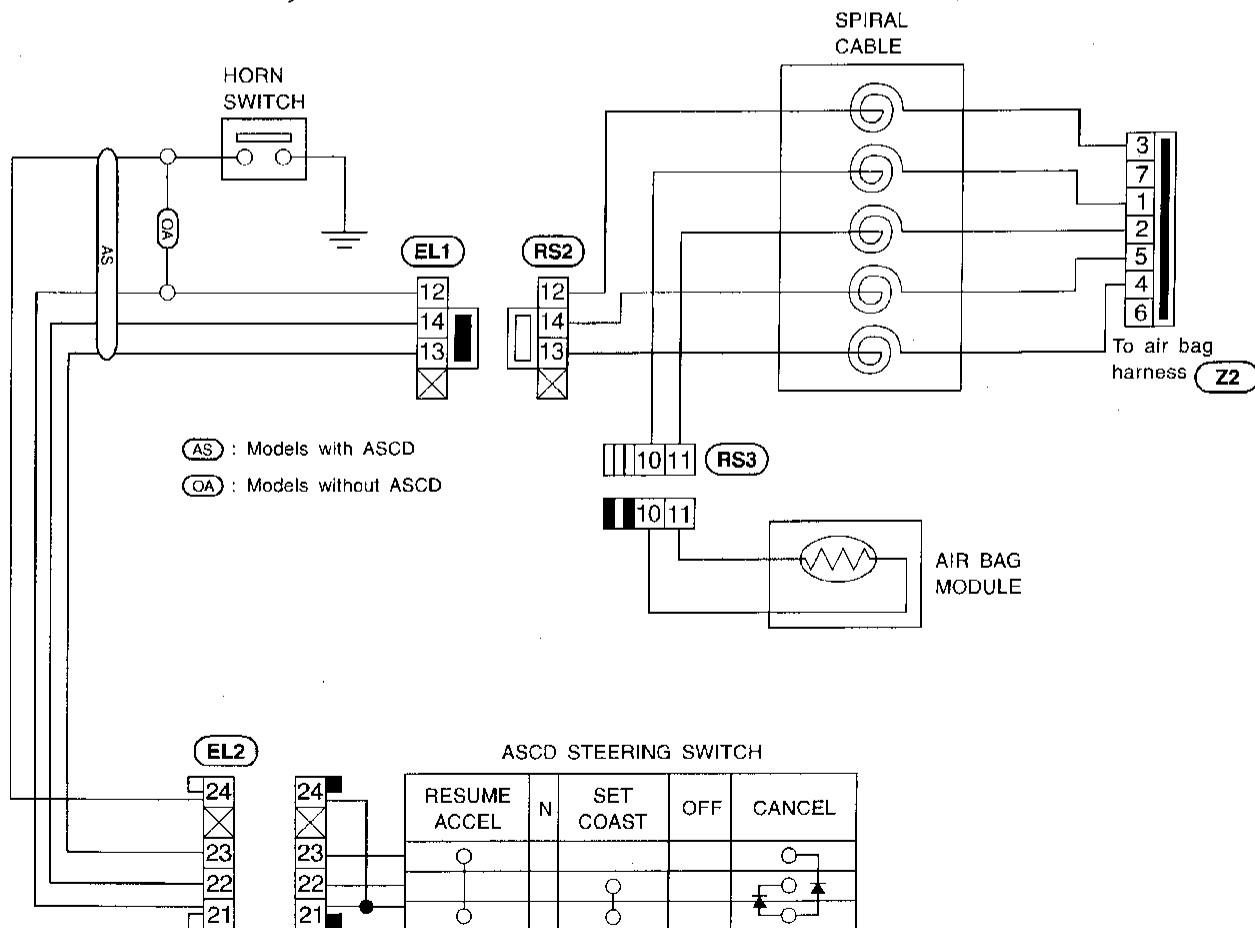 SPIRAL
CABLE
HORN
SWITCH
AS
OA
EL1
RS2
12
14
13
12
14
13
3
7
1
2
5
4
6
To air bag
harness Z2
AS : Models with ASCD
OA : Models without ASCD
10 11 RS3
10 11
AIR BAG
MODULE
EL2
ASCD STEERING SWITCH
24
23
22
21
24
23
22
21
RESUME
ACCEL
N
SET
COAST
OFF
CANCEL